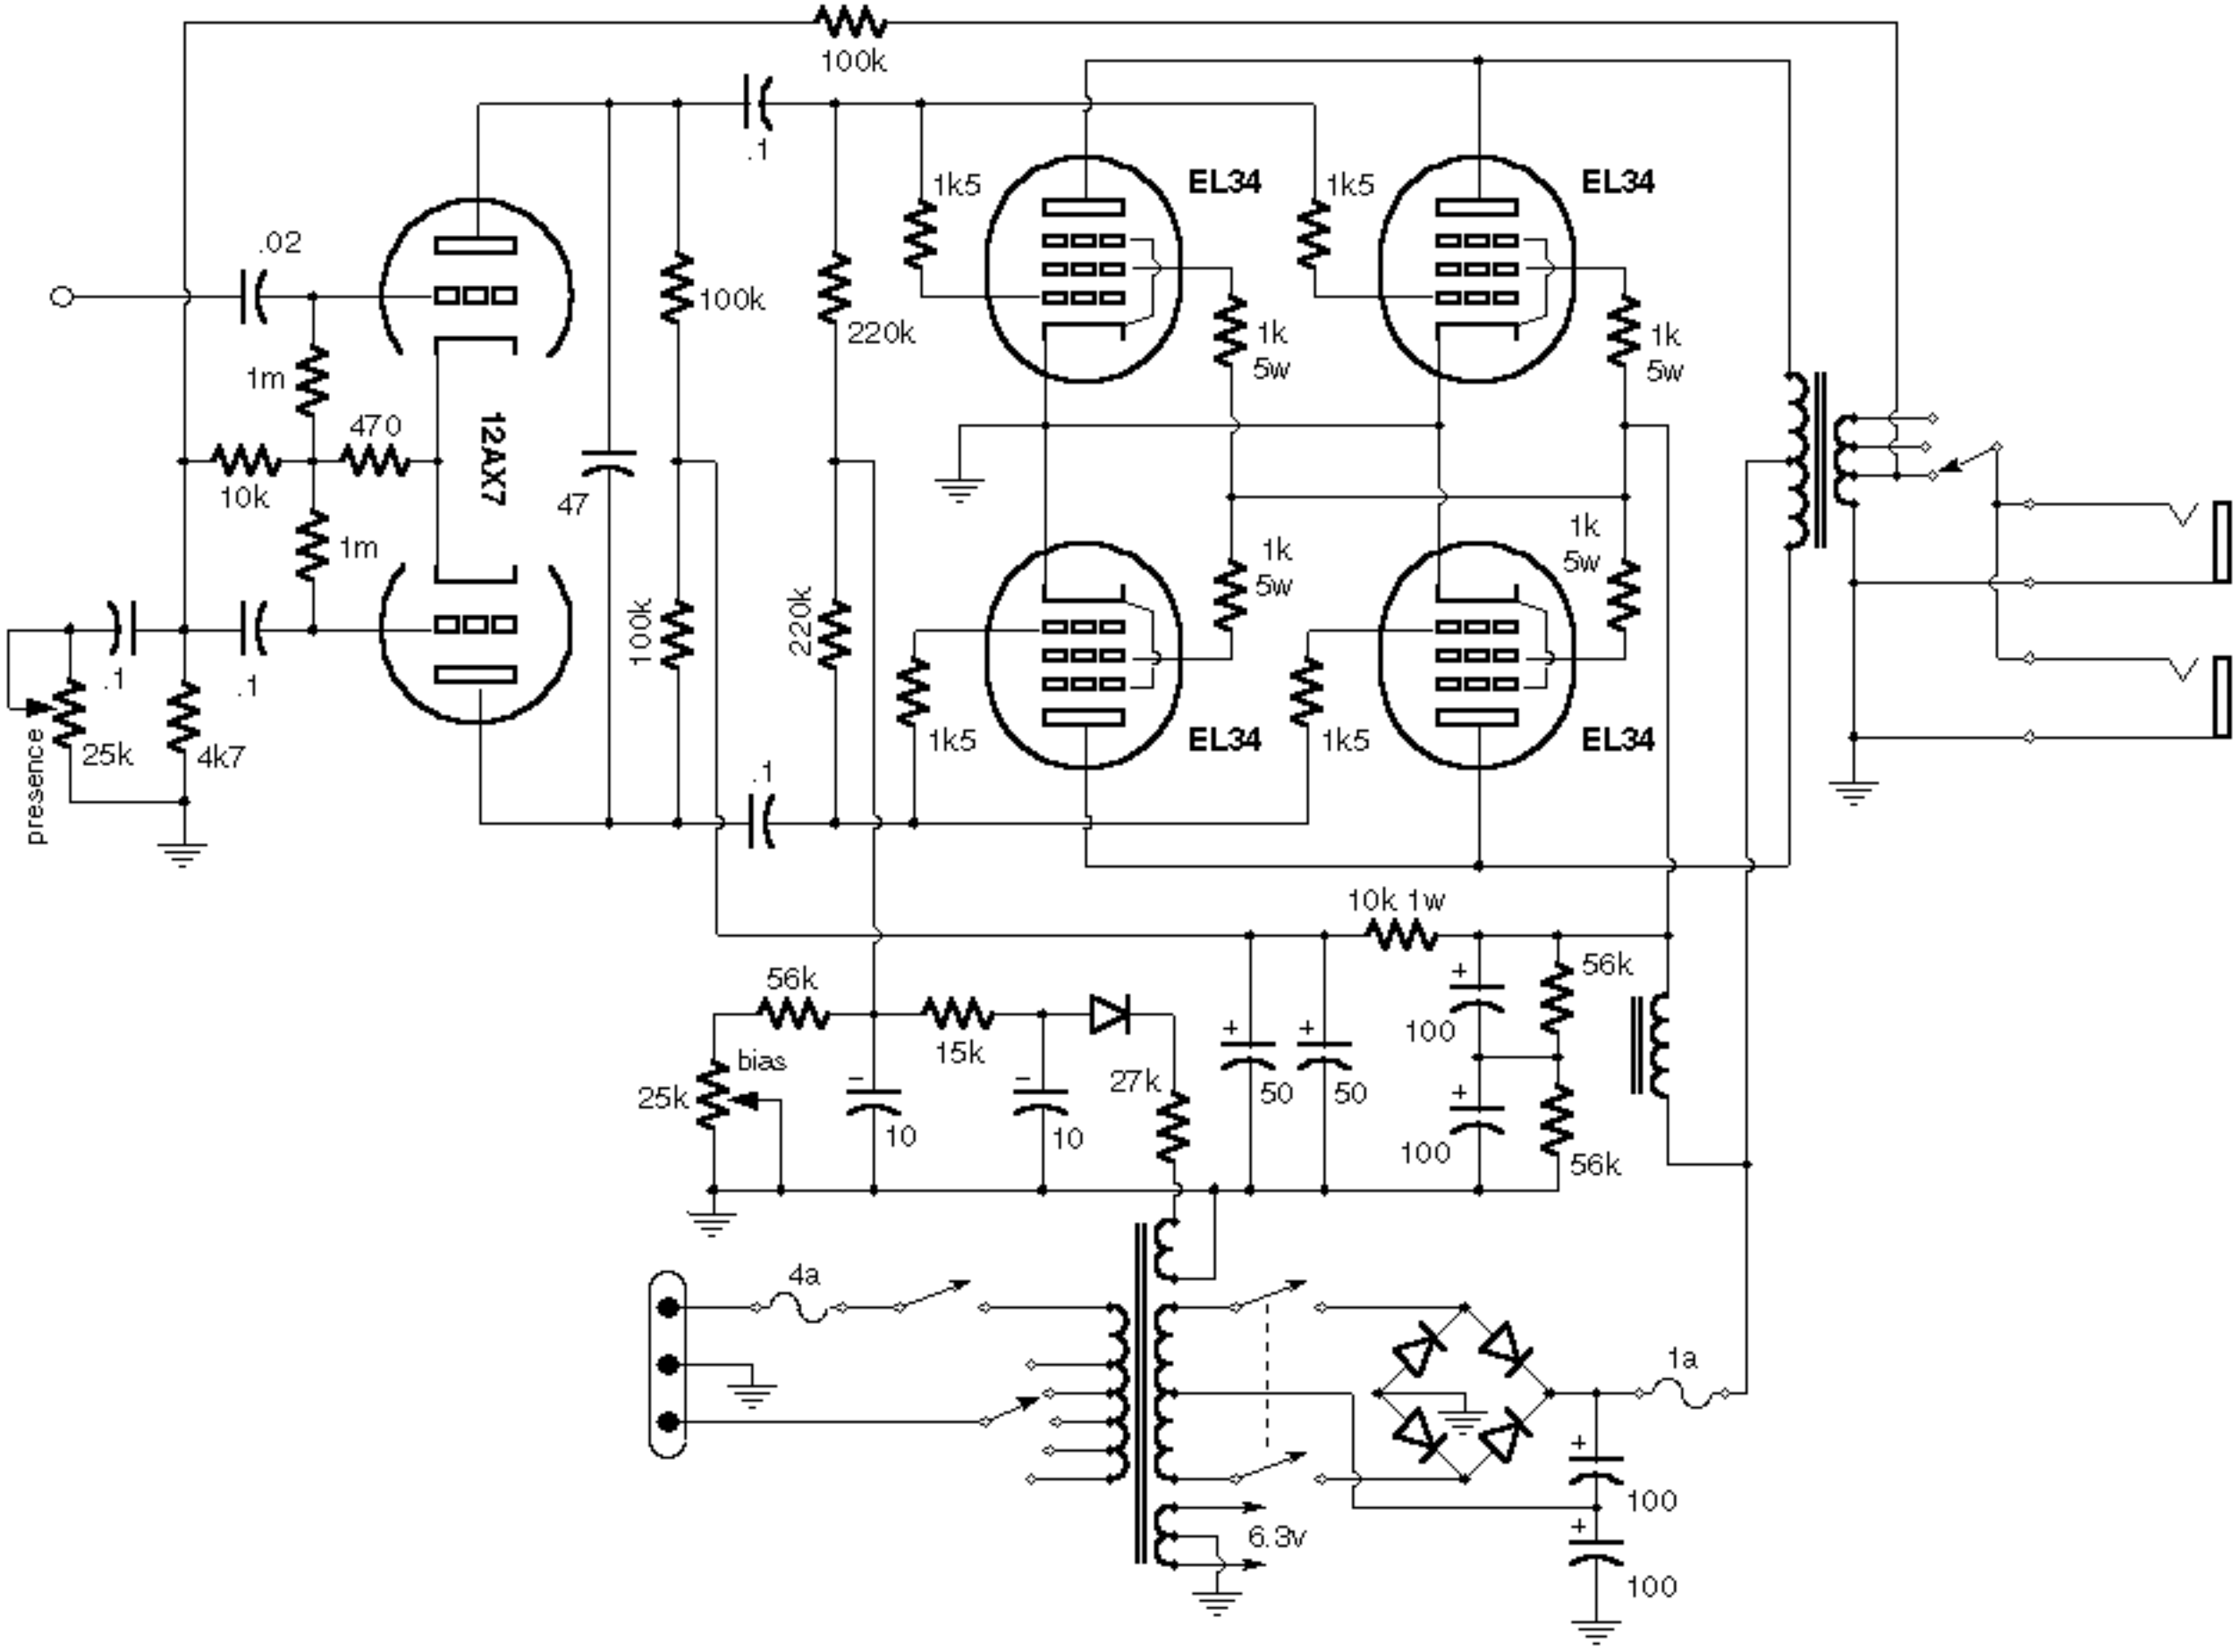 100k
.1
1k5
EL34
1k5
EL34
.02
100k
220k
1k
5w
1k
5w
1m
470
12AX7
10k
47
1m
1k
5w
1k
5w
100k
220k
.1
.1
25k
4k7
presence
1k5
EL34
1k5
EL34
.1
10k 1w
56k
56k
+
100
15k
bias
25k
-
10
-
10
27k
+
50
+
50
+
100
56k
4a
1a
+
100
6.3v
+
100